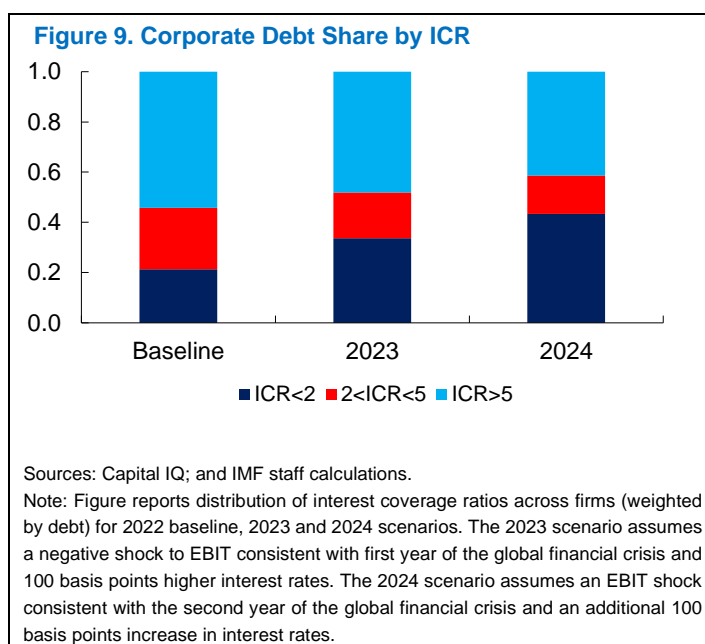 Figure 9. Corporate Debt Share by ICR
1.0
0.8
0.6
0.4
0.2
0.0
Baseline 2023 2024
ICR<2 2<ICR<5 ICR>5
Sources: Capital IQ; and IMF staff calculations.
Note: Figure reports distribution of interest coverage ratios across firms (weighted
by debt) for 2022 baseline, 2023 and 2024 scenarios. The 2023 scenario assumes
a negative shock to EBIT consistent with first year of the global financial crisis and
100 basis points higher interest rates. The 2024 scenario assumes an EBIT shock
consistent with the second year of the global financial crisis and an additional 100
basis points increase in interest rates.